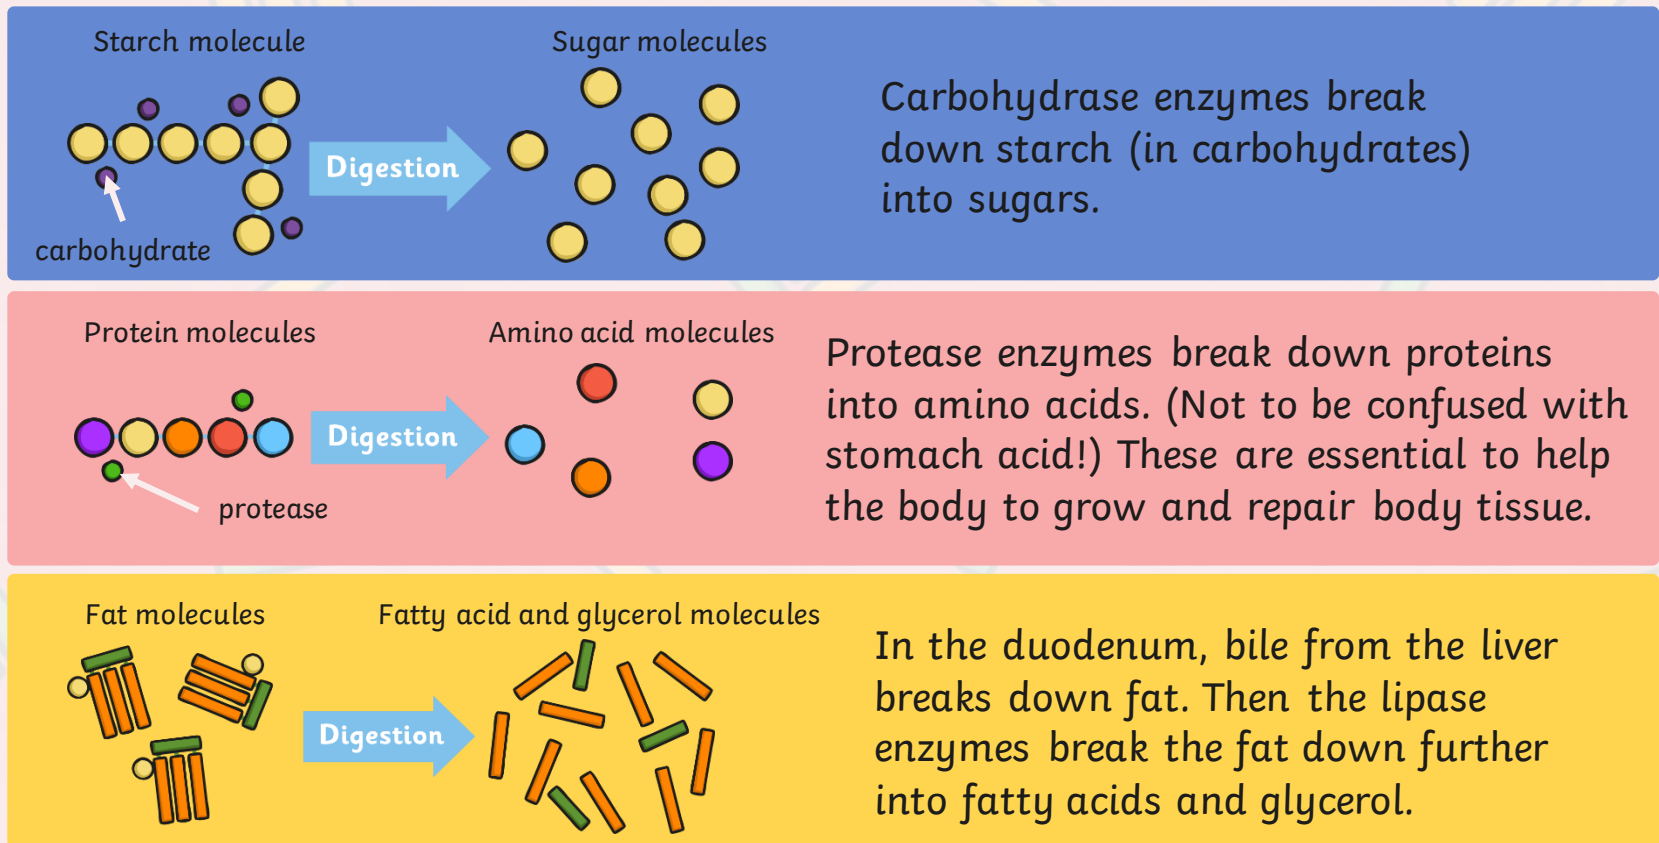 Starch molecule
Sugar molecules
Digestion
carbohydrate
Carbohydrase enzymes break
down starch (in carbohydrates)
into sugars.
Protein molecules
Amino acid molecules
Digestion
protease
Protease enzymes break down proteins
into amino acids. (Not to be confused with
stomach acid!) These are essential to help
the body to grow and repair body tissue.
Fat molecules
Fatty acid and glycerol molecules
Digestion
In the duodenum, bile from the liver
breaks down fat. Then the lipase
enzymes break the fat down further
into fatty acids and glycerol.